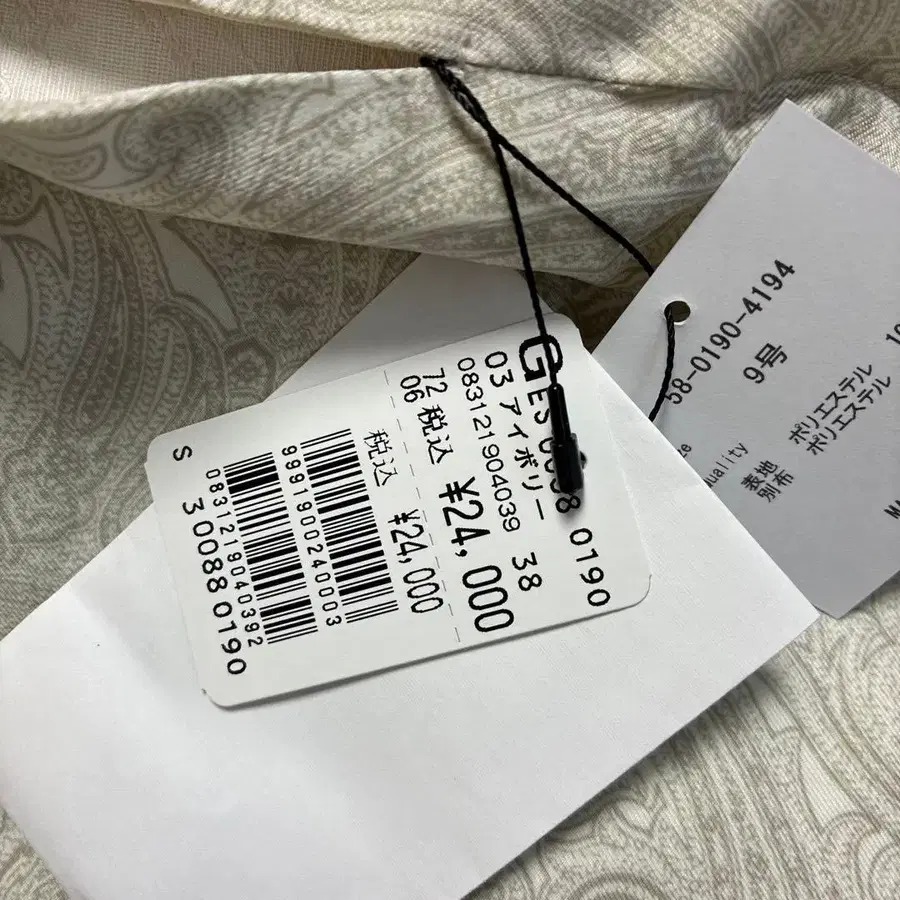 GES 0038 0190
03 アイボリー 38
083121904039
72 税込 ¥24,000
06
税込 ¥24,000
9991900240003
0831219040392
30088 0190
S
58-0190-4194
9号
uality
表地 ポリエステル 10
別布 ポリエステル